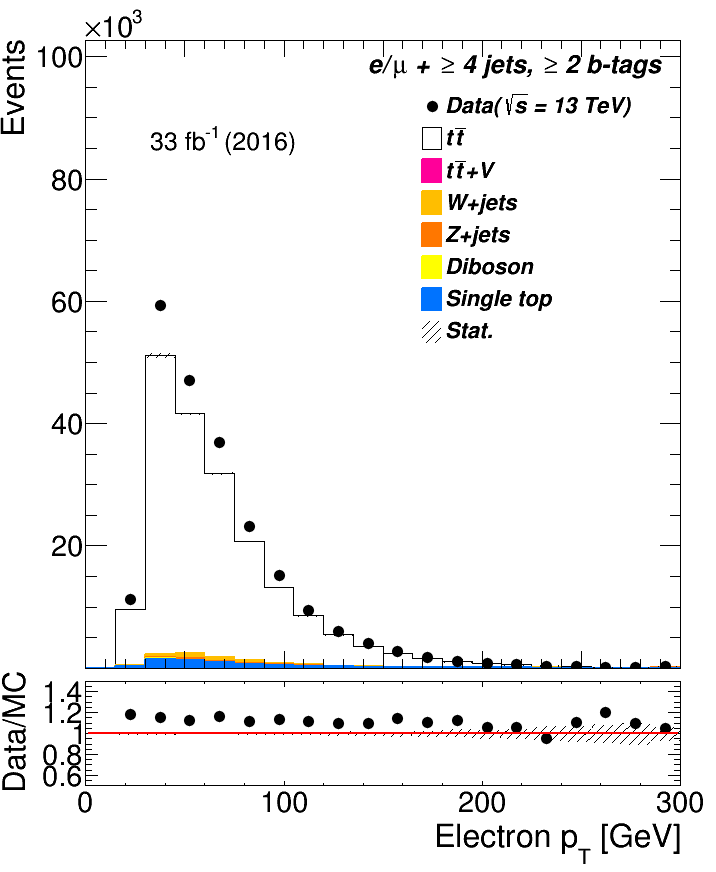 ×10³
Events
100
80
60
40
20
e/μ + ≥ 4 jets, ≥ 2 b-tags
33 fb⁻¹ (2016)
Data(√s = 13 TeV)
tt̅
tt̅+V
W+jets
Z+jets
Diboson
Single top
Stat.
Data/MC
1.4
1.2
1
0.8
0.6
0 100 200 300
Electron p_T [GeV]